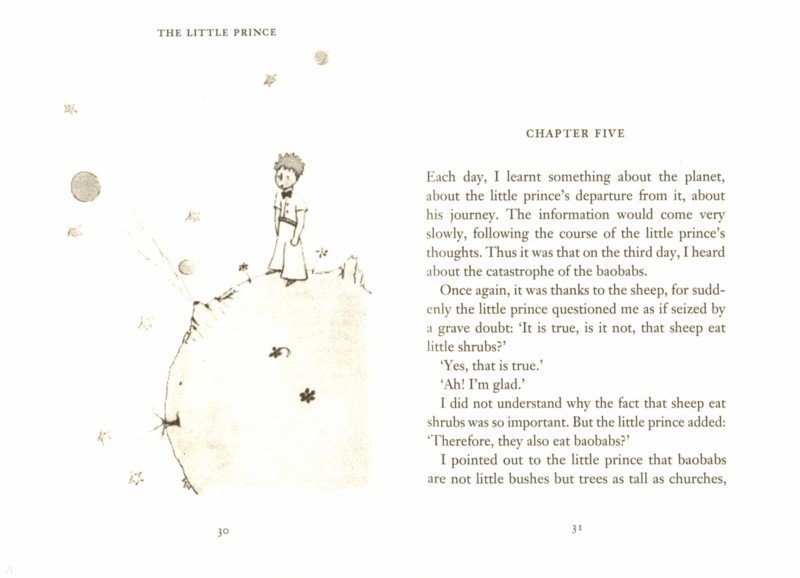 THE LITTLE PRINCE
30
CHAPTER FIVE
Each day, I learnt something about the planet,
about the little prince’s departure from it, about
his journey. The information would come very
slowly, following the course of the little prince’s
thoughts. Thus it was that on the third day, I heard
about the catastrophe of the baobabs.
Once again, it was thanks to the sheep, for sudd-
enly the little prince questioned me as if seized by
a grave doubt: ‘It is true, is it not, that sheep eat
little shrubs?’
‘Yes, that is true.’
‘Ah! I’m glad.’
I did not understand why the fact that sheep eat
shrubs was so important. But the little prince added:
‘Therefore, they also eat baobabs?’
I pointed out to the little prince that baobabs
are not little bushes but trees as tall as churches,
31